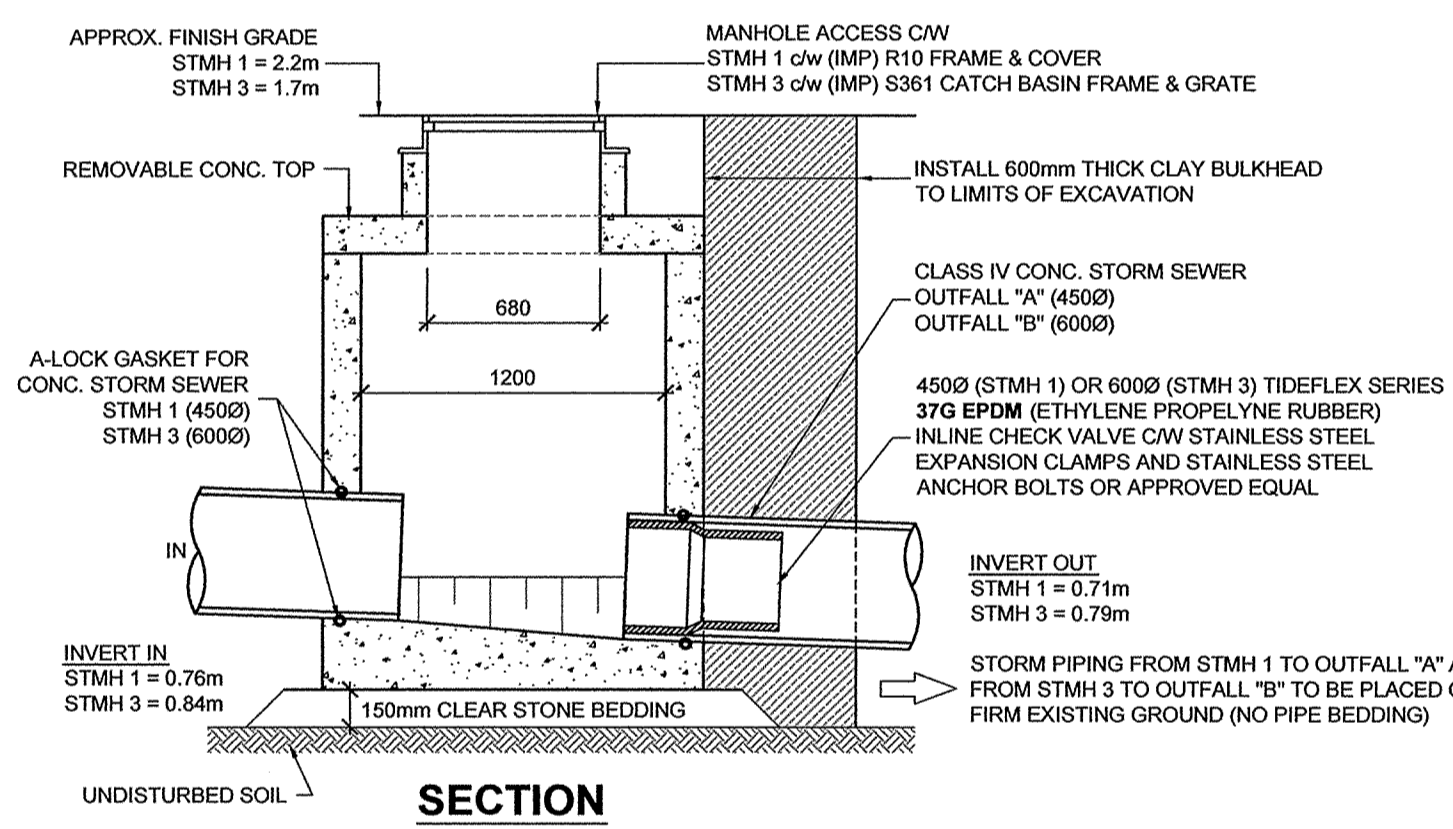 APPROX. FINISH GRADE
STMH 1 = 2.2m
STMH 3 = 1.7m
MANHOLE ACCESS C/W
STMH 1 c/w (IMP) R10 FRAME & COVER
STMH 3 c/w (IMP) S361 CATCH BASIN FRAME & GRATE
REMOVABLE CONC. TOP
INSTALL 600mm THICK CLAY BULKHEAD
TO LIMITS OF EXCAVATION
CLASS IV CONC. STORM SEWER
OUTFALL "A" (450Ø)
OUTFALL "B" (600Ø)
680
1200
A-LOCK GASKET FOR
CONC. STORM SEWER
STMH 1 (450Ø)
STMH 3 (600Ø)
450Ø (STMH 1) OR 600Ø (STMH 3) TIDEFLEX SERIES
37G EPDM (ETHYLENE PROPELYNE RUBBER)
INLINE CHECK VALVE C/W STAINLESS STEEL
EXPANSION CLAMPS AND STAINLESS STEEL
ANCHOR BOLTS OR APPROVED EQUAL
IN
INVERT OUT
STMH 1 = 0.71m
STMH 3 = 0.79m
INVERT IN
STMH 1 = 0.76m
STMH 3 = 0.84m
STORM PIPING FROM STMH 1 TO OUTFALL "A"
FROM STMH 3 TO OUTFALL "B" TO BE PLACED
FIRM EXISTING GROUND (NO PIPE BEDDING)
150mm CLEAR STONE BEDDING
UNDISTURBED SOIL
SECTION